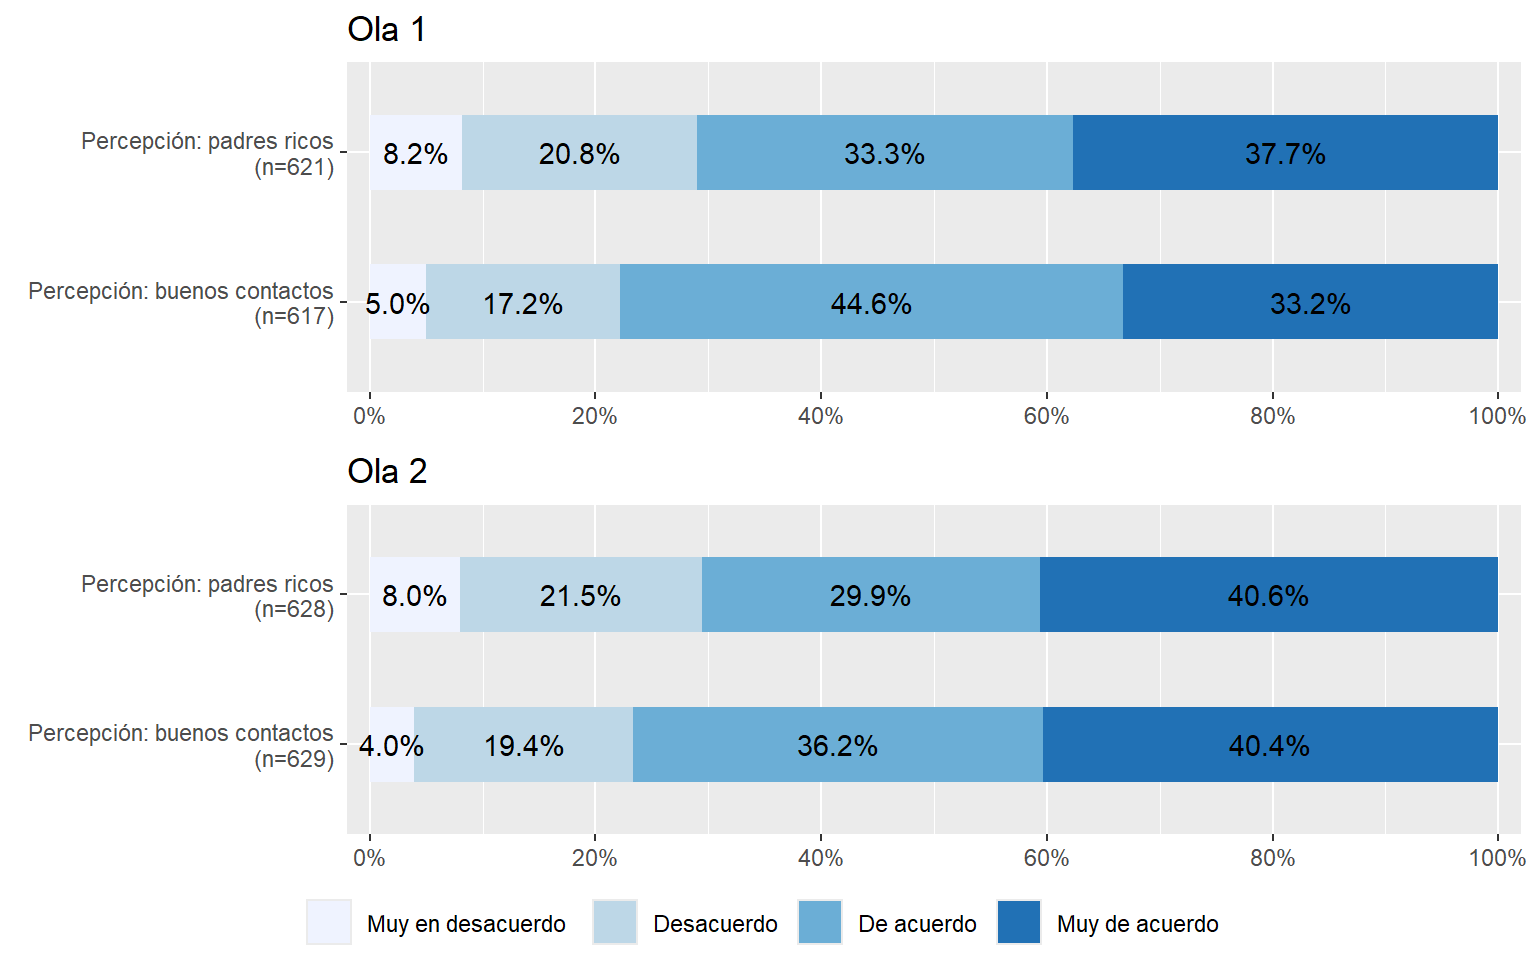 Ola 1
Percepción: padres ricos
(n=621)
8.2% 20.8% 33.3% 37.7%
Percepción: buenos contactos
(n=617)
5.0% 17.2% 44.6% 33.2%
0% 20% 40% 60% 80% 100%
Ola 2
Percepción: padres ricos
(n=628)
8.0% 21.5% 29.9% 40.6%
Percepción: buenos contactos
(n=629)
4.0% 19.4% 36.2% 40.4%
0% 20% 40% 60% 80% 100%
Muy en desacuerdo Desacuerdo De acuerdo Muy de acuerdo